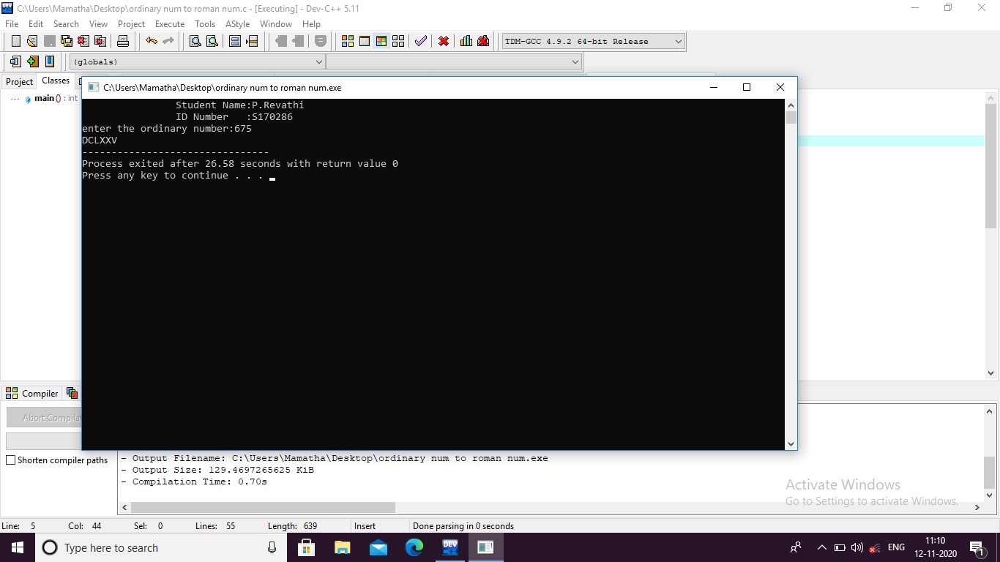 C:\Users\Mamatha\Desktop\ordinary num to roman num.c - [Executing] - Dev-C++ 5.11
File Edit Search View Project Execute Tools AStyle Window Help
TDM-GCC 4.9.2 64-bit Release
(globals)
Project Classes
main () : int
C:\Users\Mamatha\Desktop\ordinary num to roman num.exe
Student Name:P.Revathi
ID Number   :S170286
enter the ordinary number:675
DCLXXV
--------------------------------
Process exited after 26.58 seconds with return value 0
Press any key to continue . . .
Compiler
Abort
Shorten compiler paths
- Output Filename: C:\Users\Mamatha\Desktop\ordinary num to roman num.exe
- Output Size: 129.4697265625 KiB
- Compilation Time: 0.70s
Activate Windows
Go to Settings to activate Windows.
Line: 5 Col: 44 Sel: 0 Lines: 55 Length: 639 Insert Done parsing in 0 seconds
Type here to search
DEV
ENG
11:10
12-11-2020
1